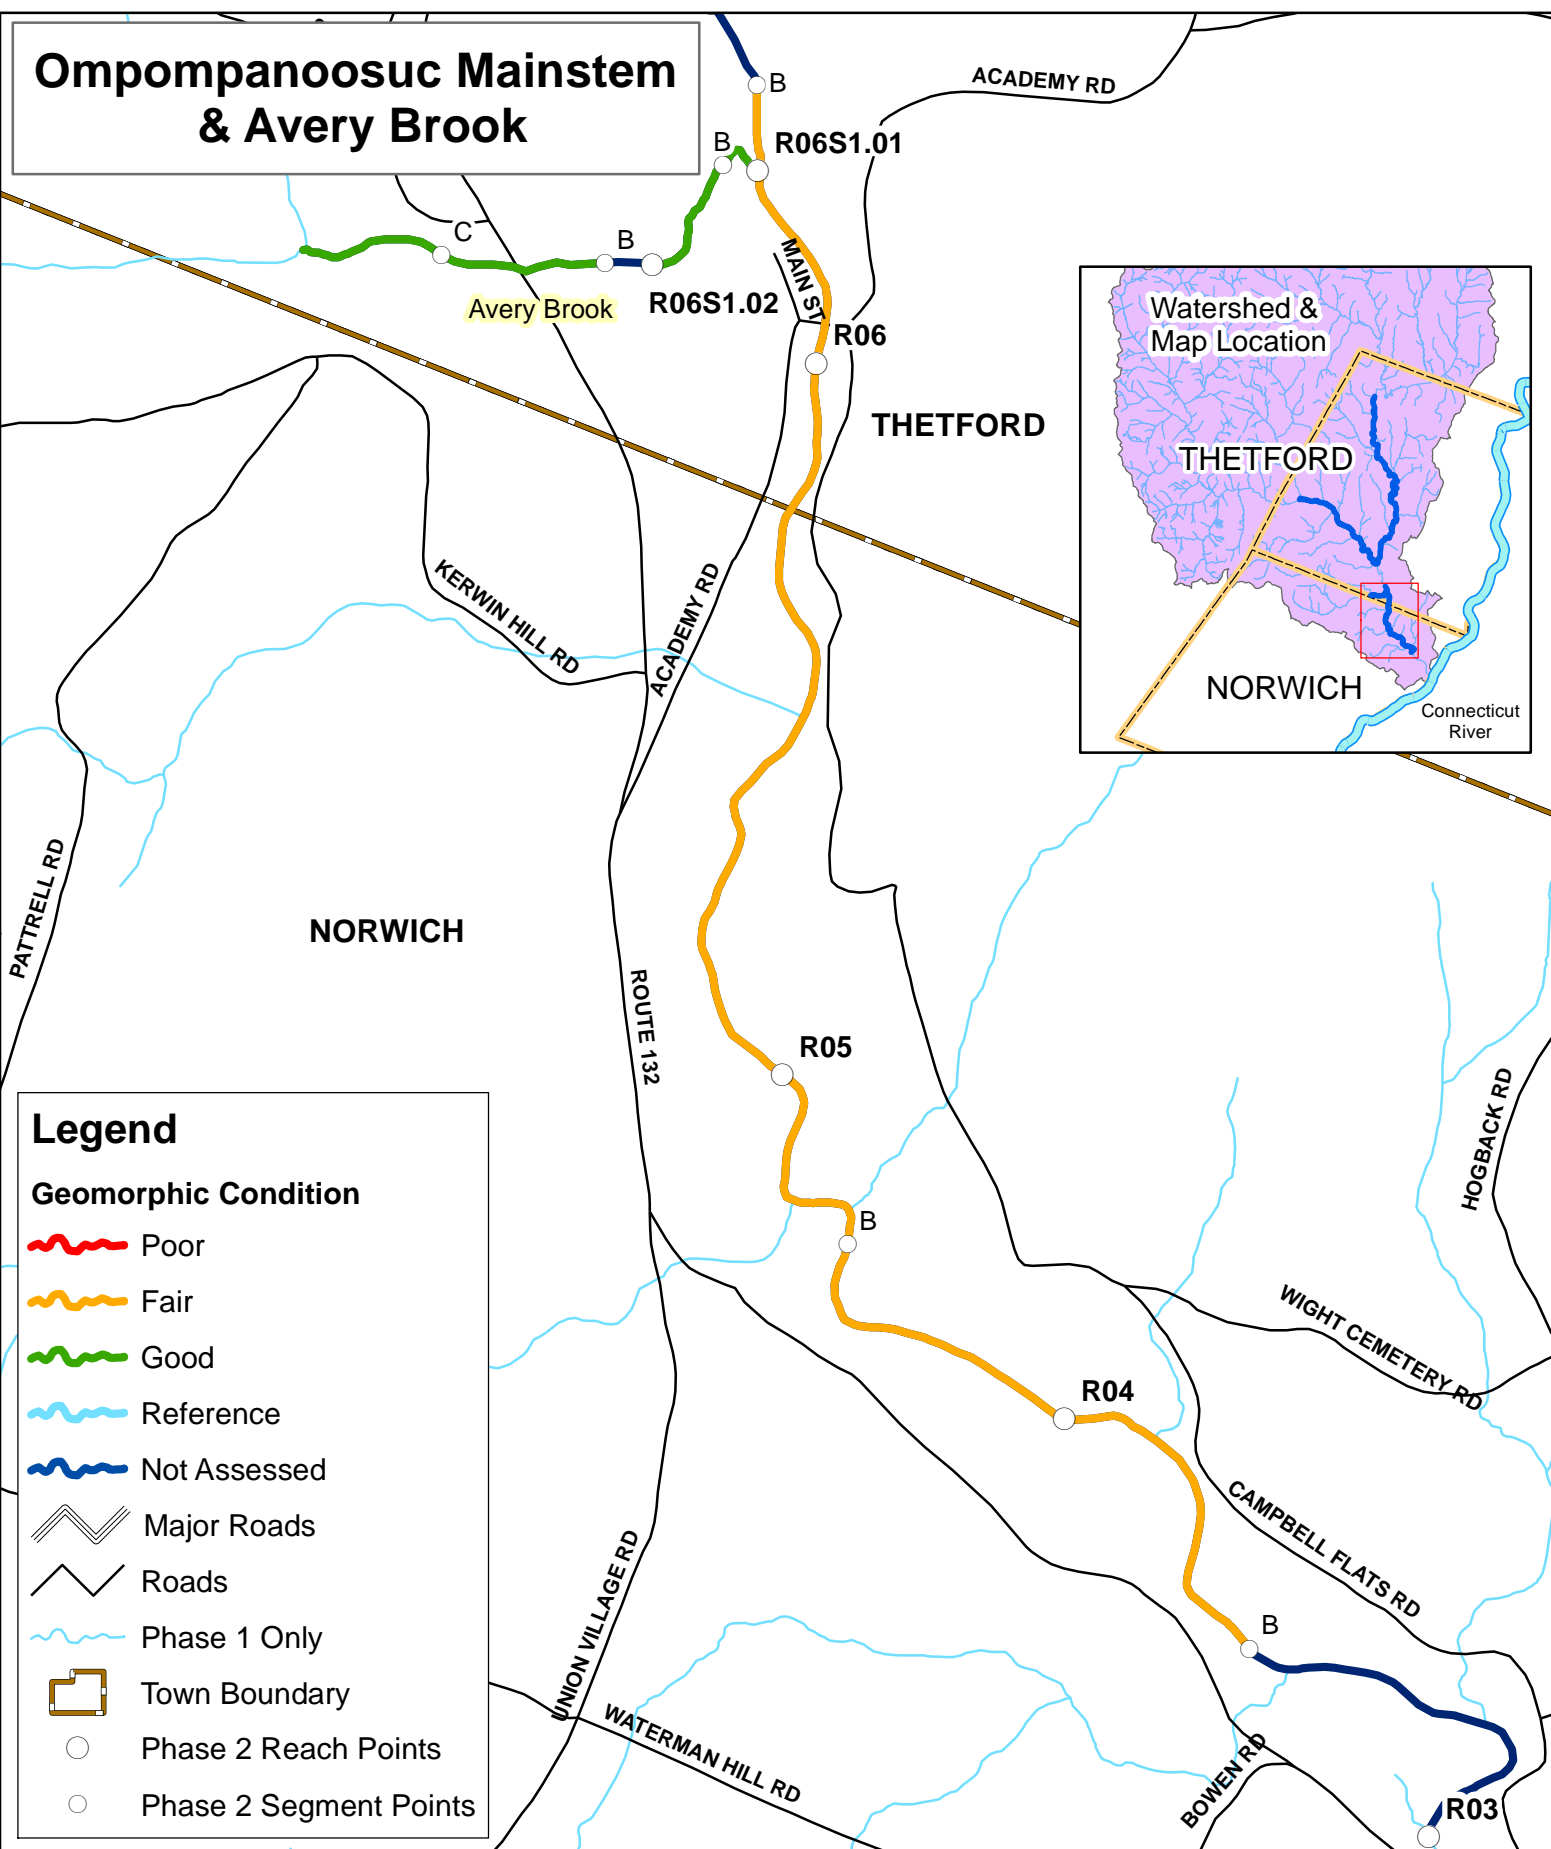 Ompompanoosuc Mainstem
& Avery Brook
B
ACADEMY RD
B
R06S1.01
C
B
Avery Brook
R06S1.02
MAIN ST
R06
THETFORD
Watershed &
Map Location
THETFORD
NORWICH
Connecticut
River
KERWIN HILL RD
ACADEMY RD
PATTRELL RD
NORWICH
ROUTE 132
R05
HOGBACK RD
B
WIGHT CEMETERY RD
R04
CAMPBELL FLATS RD
B
UNION VILLAGE RD
WATERMAN HILL RD
BOWEN RD
R03
Legend
Geomorphic Condition
Poor
Fair
Good
Reference
Not Assessed
Major Roads
Roads
Phase 1 Only
Town Boundary
Phase 2 Reach Points
Phase 2 Segment Points